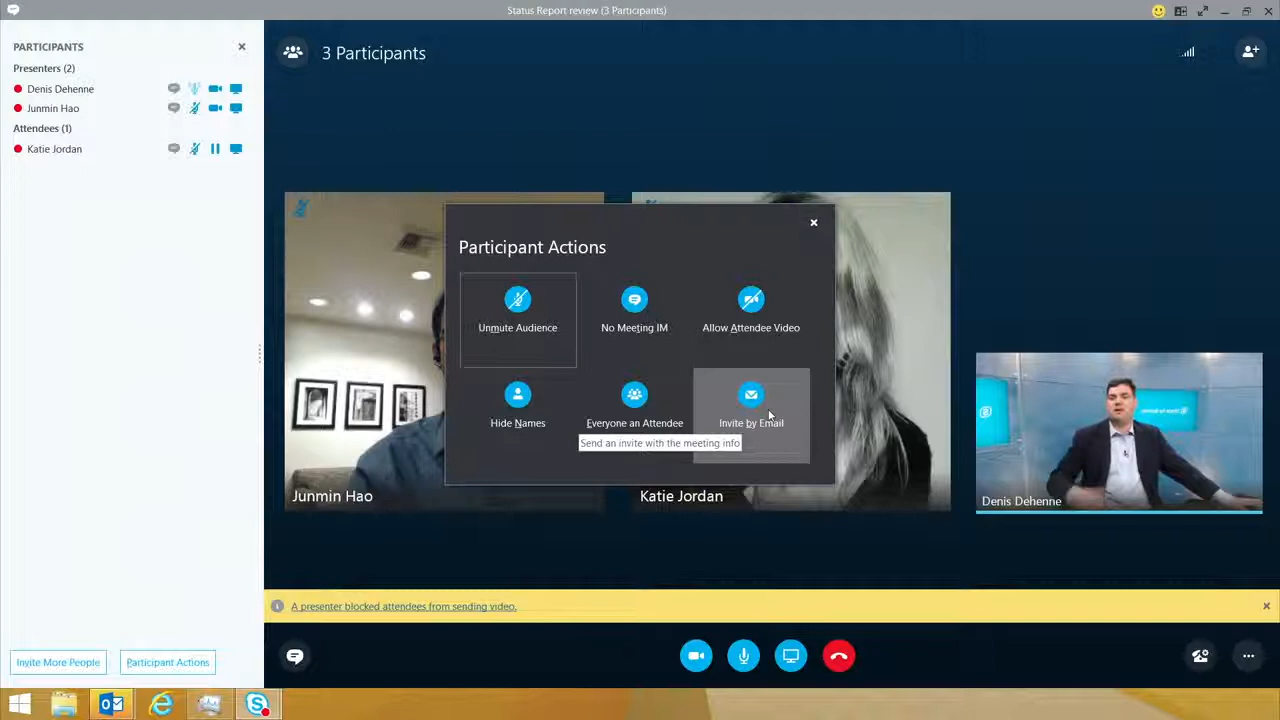 Status Report review (3 Participants)
PARTICIPANTS
Presenters (2)
Denis Dehenne
Junmin Hao
Attendees (1)
Katie Jordan
3 Participants
Participant Actions
Unmute Audience
No Meeting IM
Allow Attendee Video
Hide Names
Everyone an Attendee
Invite by Email
Send an invite with the meeting info
Junmin Hao
Katie Jordan
Denis Dehenne
A presenter blocked attendees from sending video.
Invite More People
Participant Actions